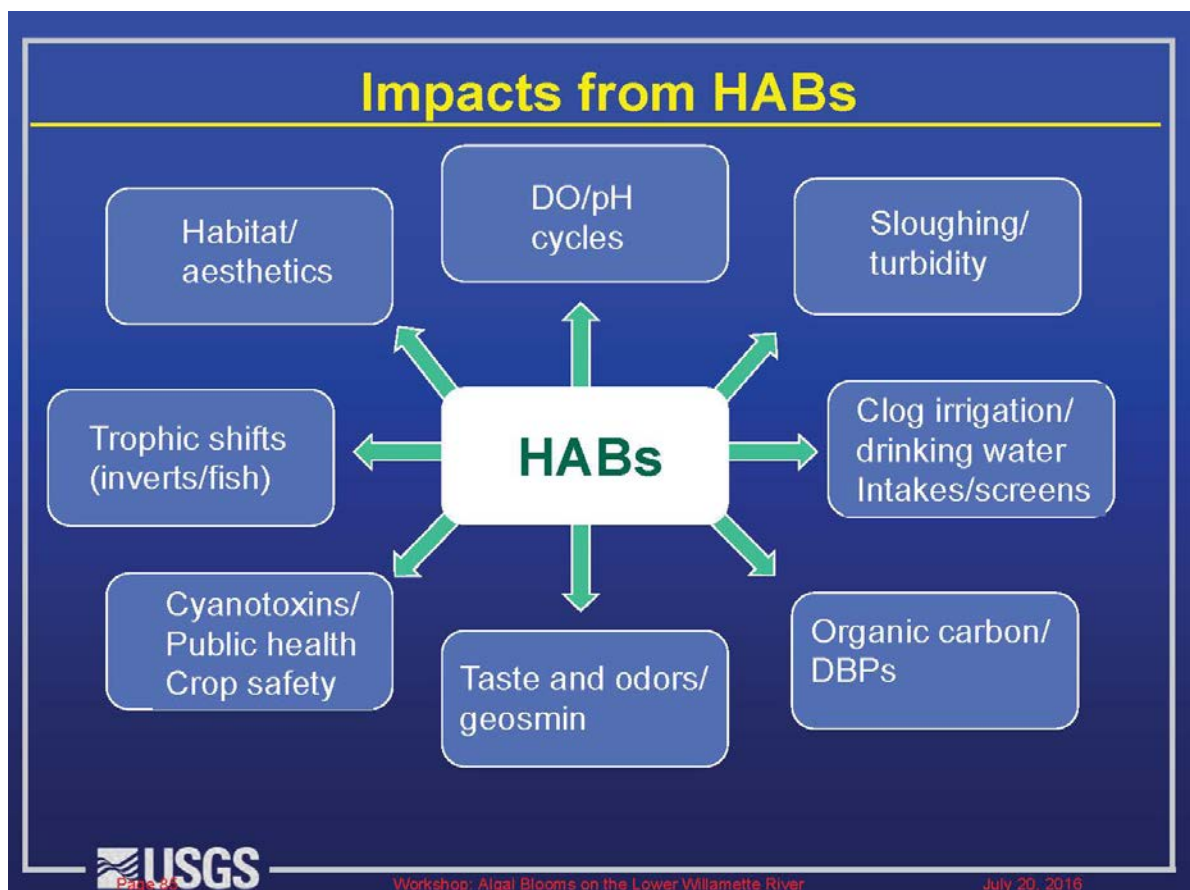 Impacts from HABs
Habitat/
aesthetics
DO/pH
cycles
Sloughing/
turbidity
Trophic shifts
(inverts/fish)
HABs
Clog irrigation/
drinking water
Intakes/screens
Cyanotoxins/
Public health
Crop safety
Taste and odors/
geosmin
Organic carbon/
DBPs
USGS
Page 85
Workshop: Algal Blooms on the Lower Willamette River
July 20, 2016